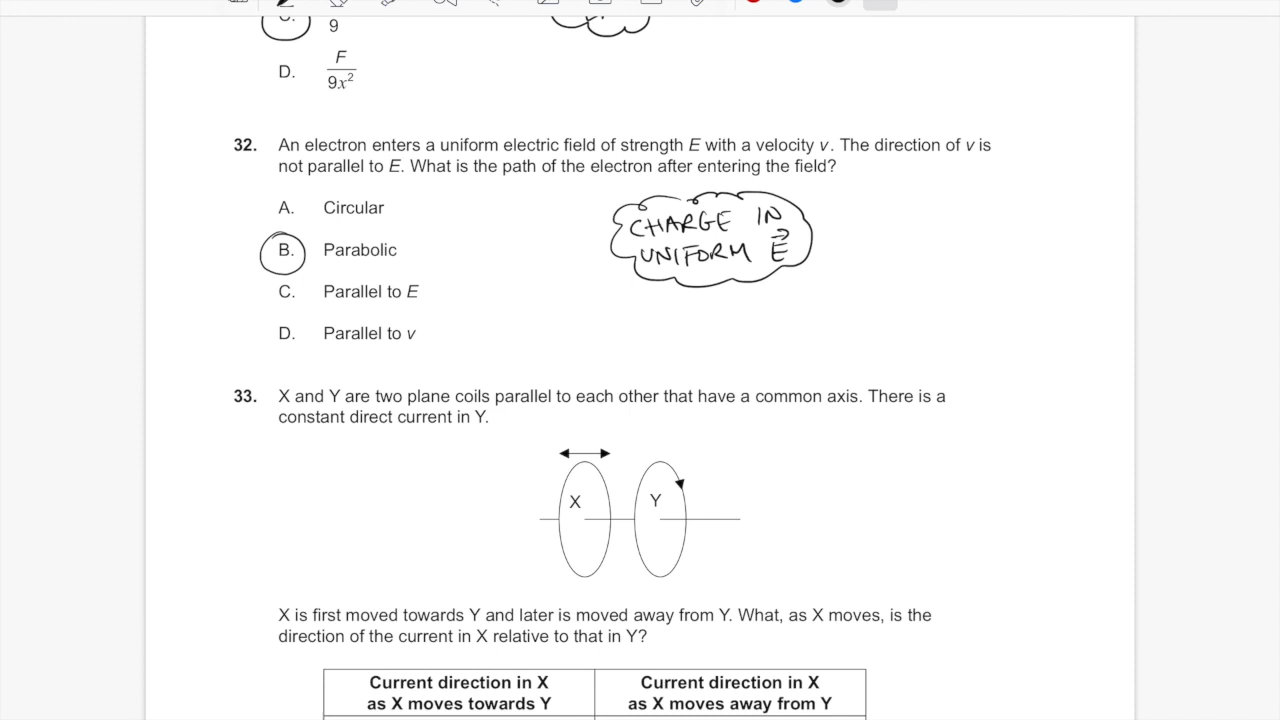 9
D. F
9x²
32. An electron enters a uniform electric field of strength E with a velocity v. The direction of v is
not parallel to E. What is the path of the electron after entering the field?
A. Circular
CHARGE IN
B. Parabolic
UNIFORM E⃗
C. Parallel to E
D. Parallel to v
33. X and Y are two plane coils parallel to each other that have a common axis. There is a
constant direct current in Y.
X Y
X is first moved towards Y and later is moved away from Y. What, as X moves, is the
direction of the current in X relative to that in Y?
Current direction in X Current direction in X
as X moves towards Y as X moves away from Y